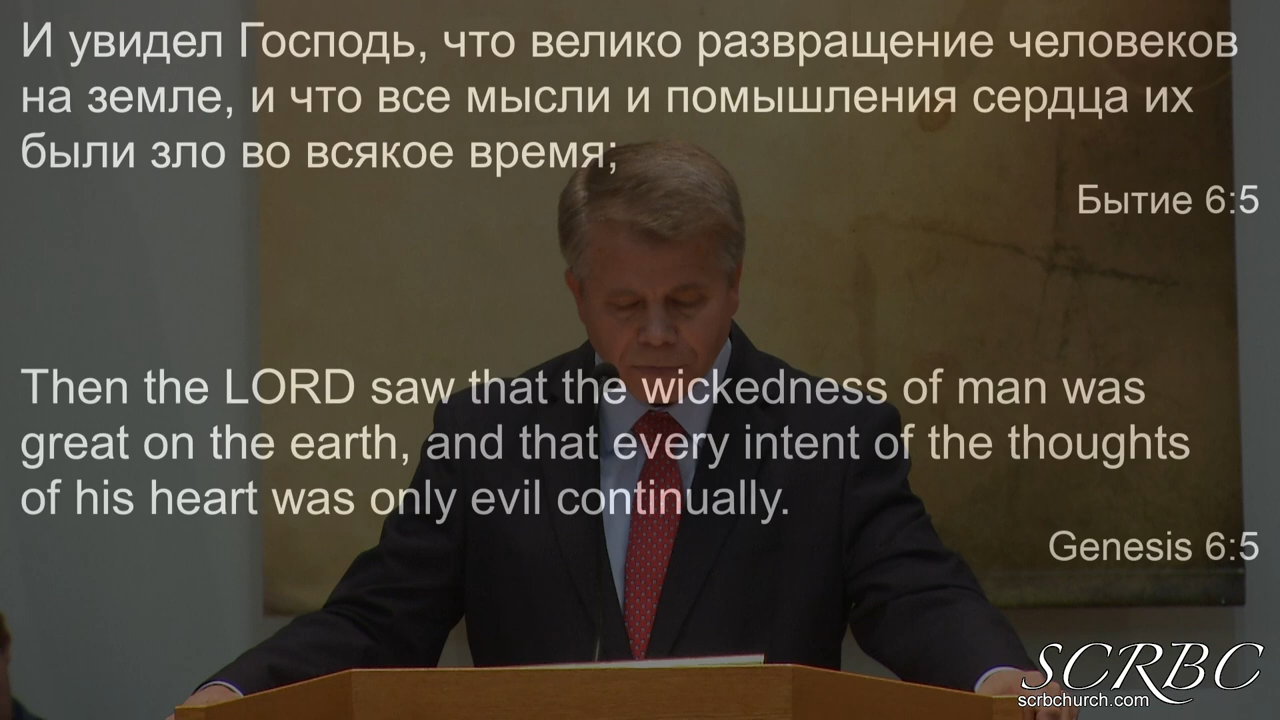 И увидел Господь, что велико развращение человеков
на земле, и что все мысли и помышления сердца их
были зло во всякое время;
Бытие 6:5
Then the LORD saw that the wickedness of man was
great on the earth, and that every intent of the thoughts
of his heart was only evil continually.
Genesis 6:5
SCRBC
scrbchurch.com